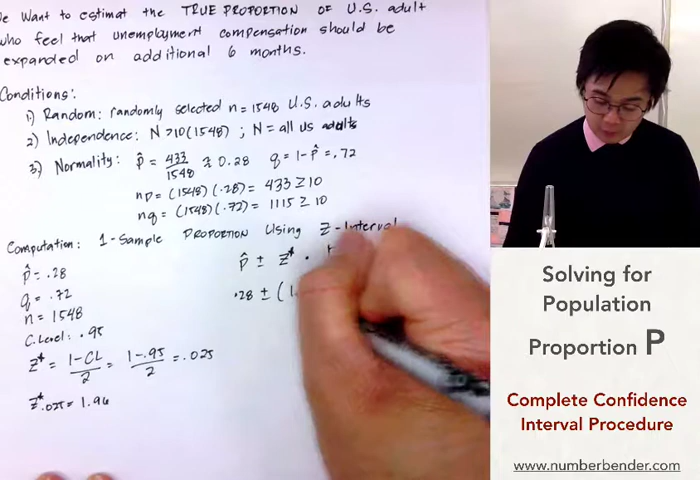 We Want to estimat the TRUE PROPORTION OF U.S. adult
who feel that unemployment compensation should be
expanded on additional 6 months.
Conditions:
1) Random: randomly selected n = 1548 U.S. adults
2) Independence: N > 10(1548) ; N = all us adults
3) Normality: p̂ = 433/1548 ≈ 0.28 q = 1 - p̂ = .72
np = (1548)(.28) = 433 ≥ 10
nq = (1548)(.72) = 1115 ≥ 10
Computation: 1-Sample PROPORTION Using Z-Interval
p̂ = .28
q = .72
n = 1548
C.Level: .95
Z* = 1-CL/2 = 1-.95/2 = .025
Z*.025 = 1.96
p̂ ± Z* ·
.28 ± (1.
Solving for
Population
Proportion P
Complete Confidence
Interval Procedure
www.numberbender.com